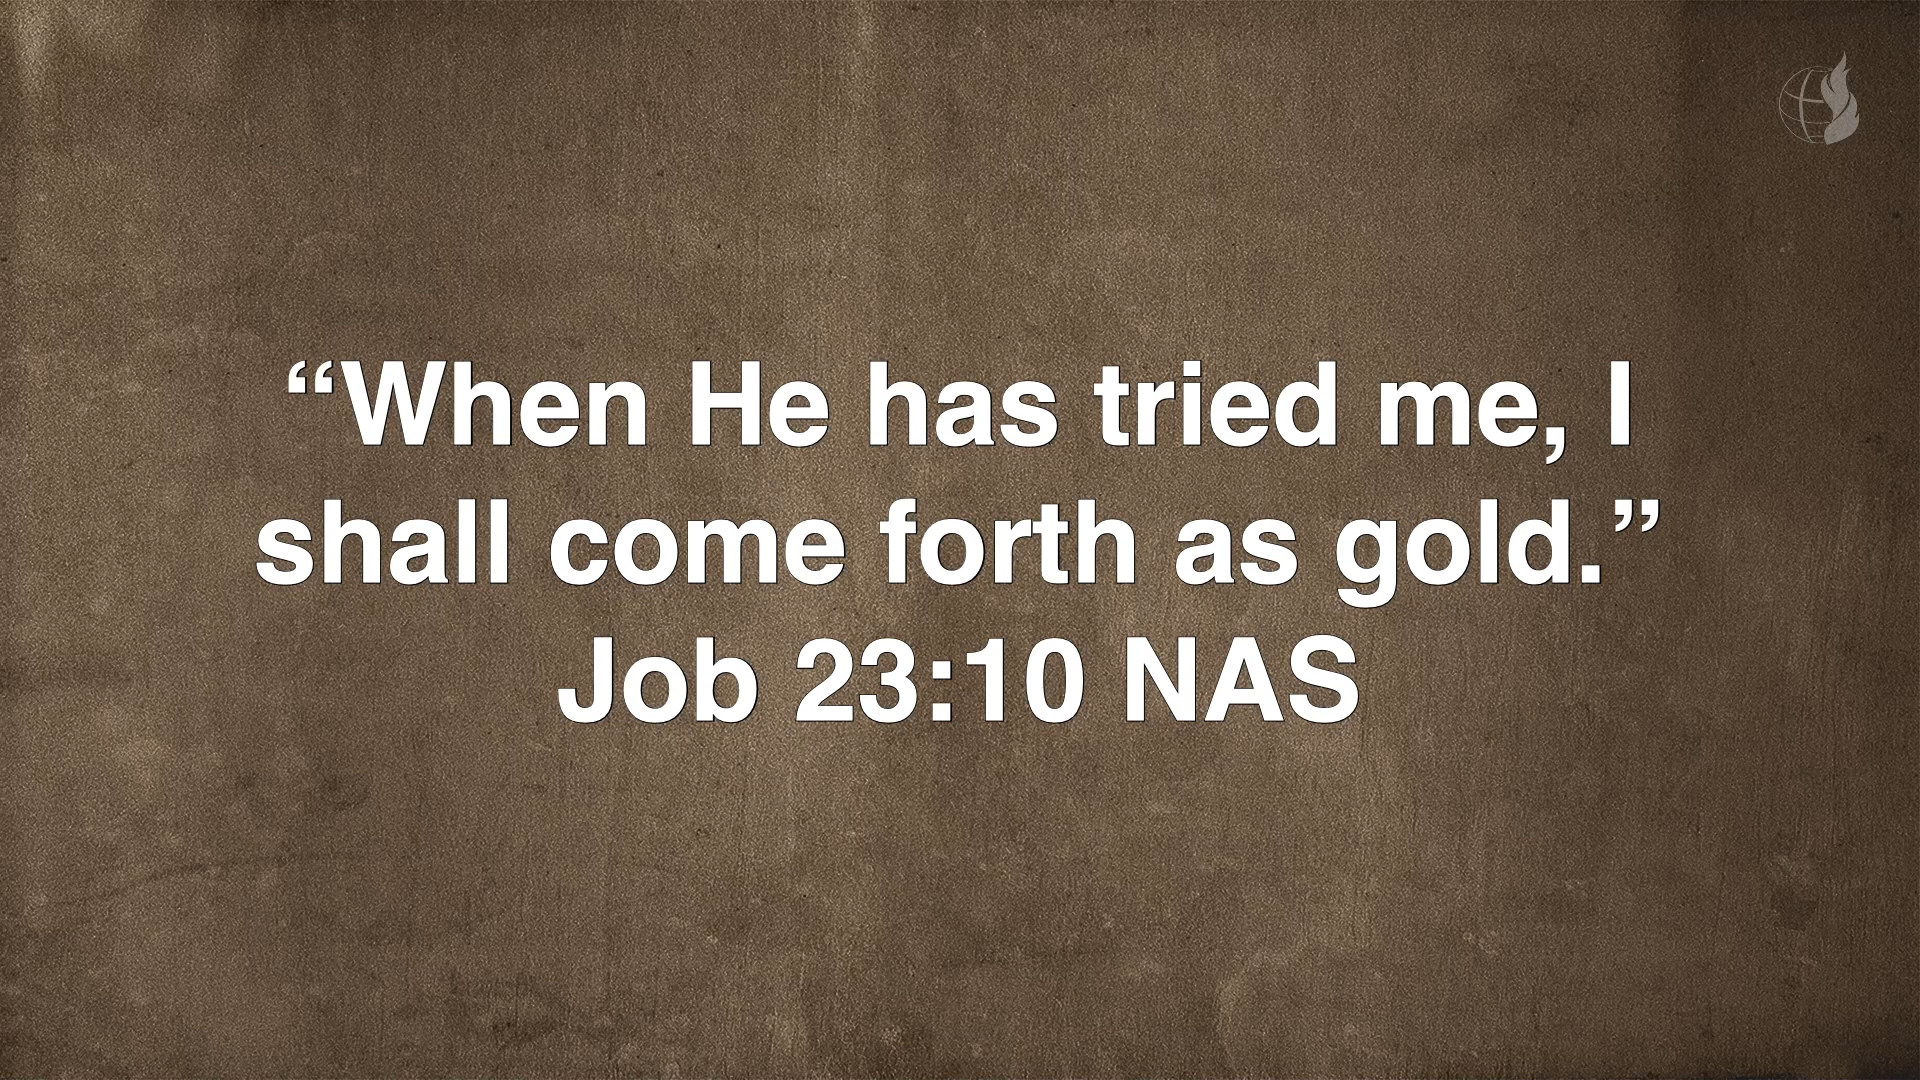 “When He has tried me, I
shall come forth as gold.”
Job 23:10 NAS